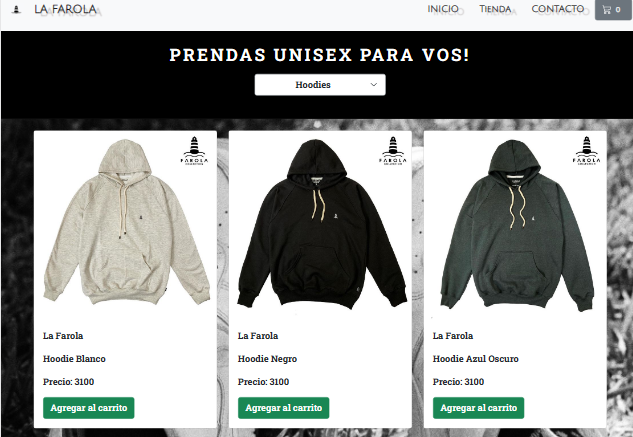 LA FAROLA
INICIO
TIENDA
CONTACTO
0
PRENDAS UNISEX PARA VOS!
Hoodies
FAROLA
FAROLA
FAROLA
La Farola
La Farola
La Farola
Hoodie Blanco
Hoodie Negro
Hoodie Azul Oscuro
Precio: 3100
Precio: 3100
Precio: 3100
Agregar al carrito
Agregar al carrito
Agregar al carrito